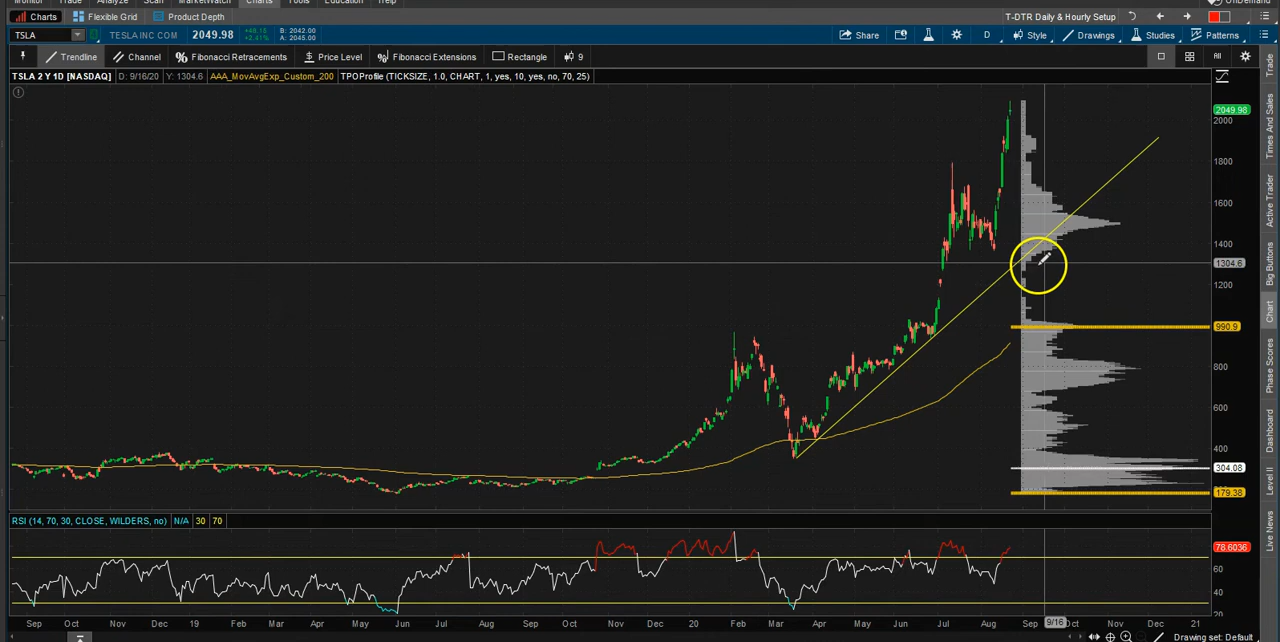 Monitor Trade Analyze Scan MarketWatch Charts Tools Education Help OnDemand
Charts Flexible Grid Product Depth T-DTR Daily & Hourly Setup
TSLA TESLA INC COM 2049.98 +48.15 +2.41% B: 2042.00 A: 2045.00 Share D Style Drawings Studies Patterns
Trendline Channel Fibonacci Retracements $ Price Level Fibonacci Extensions Rectangle 9 All
TSLA 2 Y 1D [NASDAQ] D: 9/16/20 Y: 1304.6 AAA_MovAvgExp_Custom_200 TPOProfile (TICKSIZE, 1.0, CHART, 1, yes, 10, yes, no, 70, 25)
2049.98
2000
1800
1600
1400
1304.6
1200
990.9
800
600
400
304.08
179.38
RSI (14, 70, 30, CLOSE, WILDERS, no) N/A 30 70
78.6036
60
40
20
Sep Oct Nov Dec 19 Feb Mar Apr May Jun Jul Aug Sep Oct Nov Dec 20 Feb Mar Apr May Jun Jul Aug Sep 9/16 Oct Nov Dec 21
Drawing set: Default
Trade
Times And Sales
Active Trader
Big Buttons
Chart
Phase Scores
Dashboard
Level II
Live News